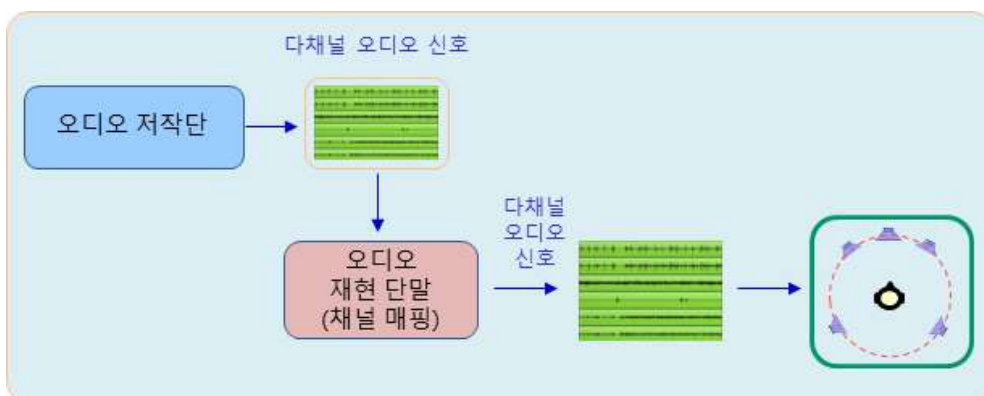 다채널 오디오 신호
오디오 저작단
다채널
오디오
신호
오디오
재현 단말
(채널 매핑)